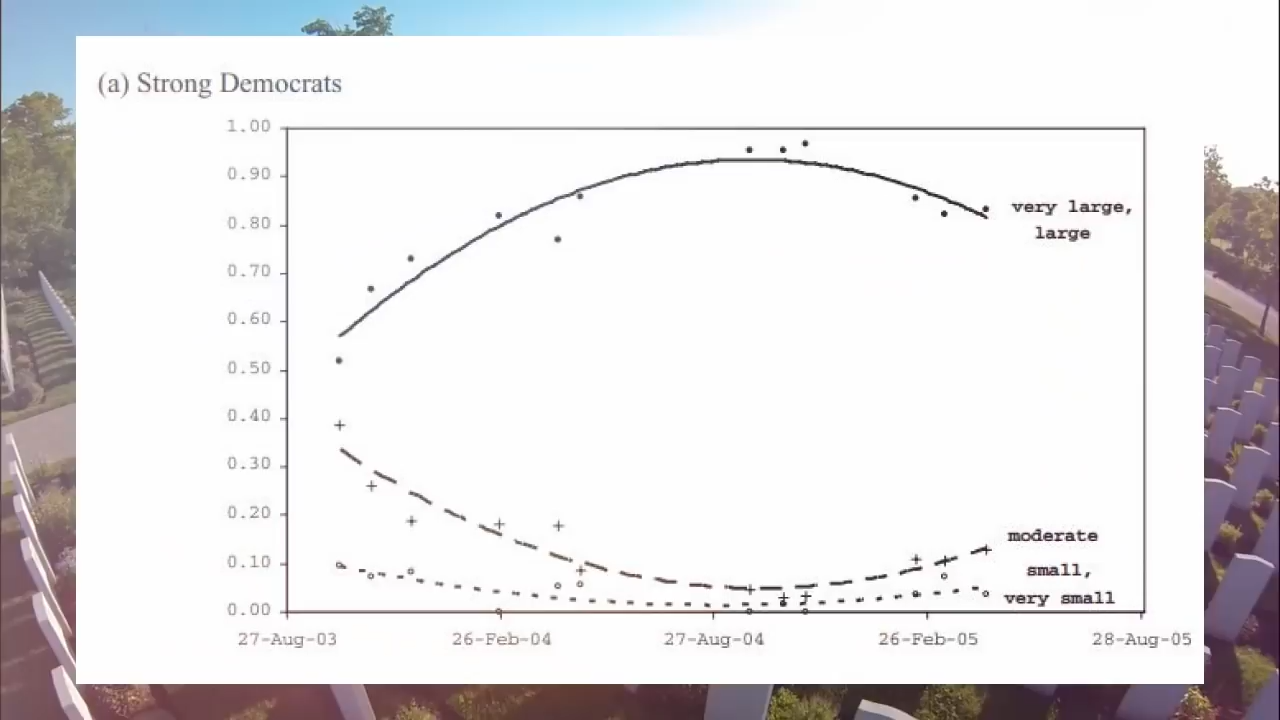 (a) Strong Democrats
1.00
0.90
0.80
0.70
0.60
0.50
0.40
0.30
0.20
0.10
0.00
very large,
large
moderate
small,
very small
27-Aug-03 26-Feb-04 27-Aug-04 26-Feb-05 28-Aug-05